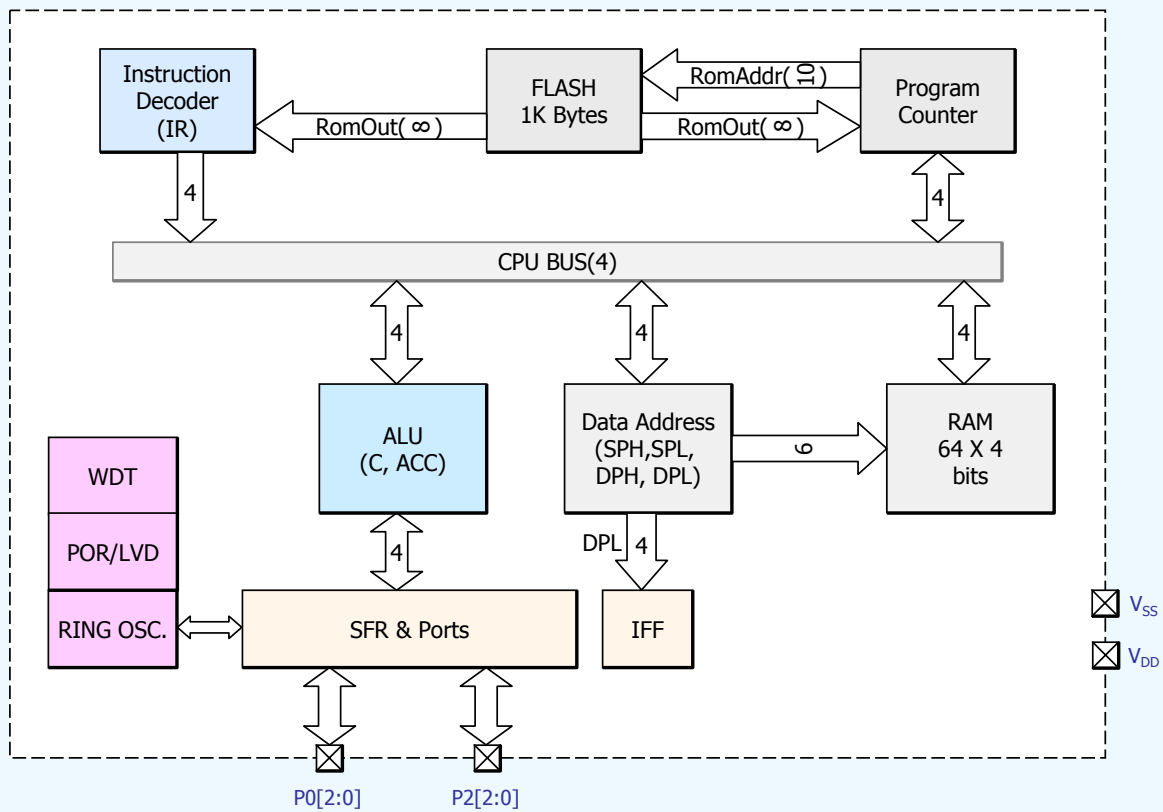 Instruction
Decoder
(IR)
RomOut( 8 )
FLASH
1K Bytes
RomAddr( 10 )
RomOut( 8 )
Program
Counter
4
4
CPU BUS(4)
4
4
4
ALU
(C, ACC)
Data Address
(SPH,SPL,
DPH, DPL)
6
RAM
64 X 4
bits
WDT
POR/LVD
RING OSC.
4
DPL
4
SFR & Ports
IFF
VSS
VDD
P0[2:0]
P2[2:0]